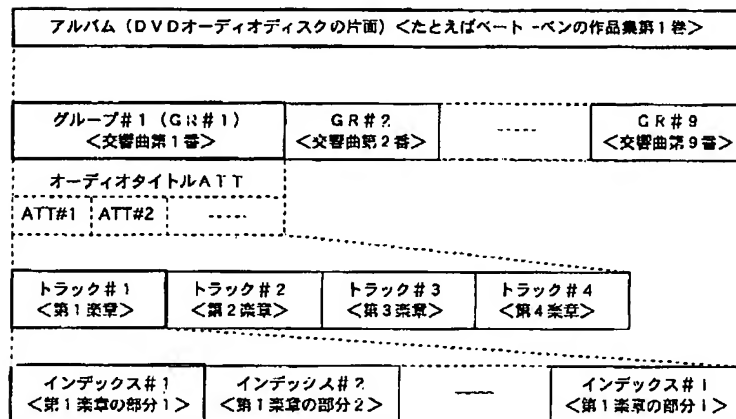 アルバム（DVDオーディオディスクの片面）＜たとえばベートーベンの作品集第1巻＞
グループ#1（GR#1） GR#2 ----- GR#9
＜交響曲第1番＞ ＜交響曲第2番＞ ＜交響曲第9番＞
オーディオタイトルATT
ATT#1 ATT#2 -----
トラック#1 トラック#2 トラック#3 トラック#4
＜第1楽章＞ ＜第2楽章＞ ＜第3楽章＞ ＜第4楽章＞
インデックス#1 インデックス#2 インデックス#i
＜第1楽章の部分1＞ ＜第1楽章の部分2＞ ＜第1楽章の部分i＞